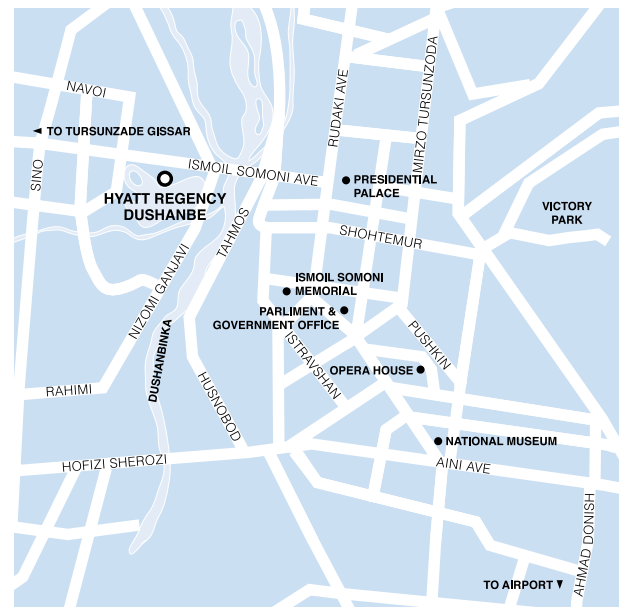 NAVOI
RUDAKI AVE
MIRZO TURSUNZODA
◄ TO TURSUNZADE GISSAR
SINO
ISMOIL SOMONI AVE
HYATT REGENCY
DUSHANBE
PRESIDENTIAL
PALACE
VICTORY
PARK
TAHMOS
SHOHTEMUR
NIZOMI GANJAVI
ISMOIL SOMONI
MEMORIAL
PARLIMENT &
GOVERNMENT OFFICE
DUSHANBINKA
ISTRAVSHAN
PUSHKIN
OPERA HOUSE
RAHIMI
HUSNOBOD
NATIONAL MUSEUM
HOFIZI SHEROZI
AINI AVE
AHMAD DONISH
TO AIRPORT ▼